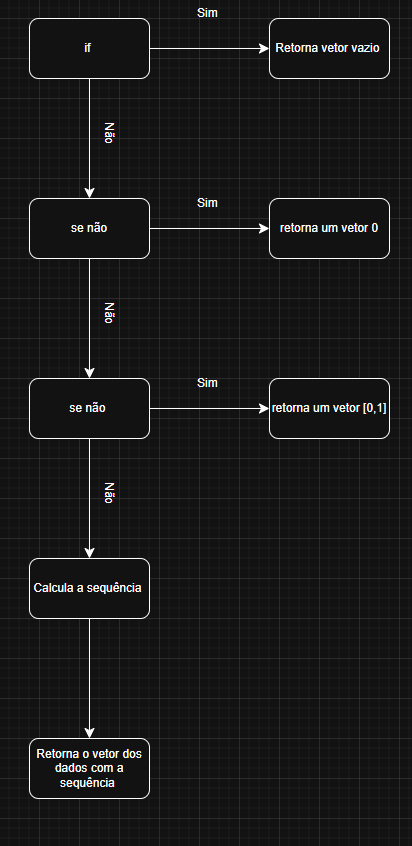 Sim
if
Retorna vetor vazio
Não
Sim
se não
retorna um vetor 0
Não
Sim
se não
retorna um vetor [0,1]
Não
Calcula a sequência
Retorna o vetor dos
dados com a
sequência